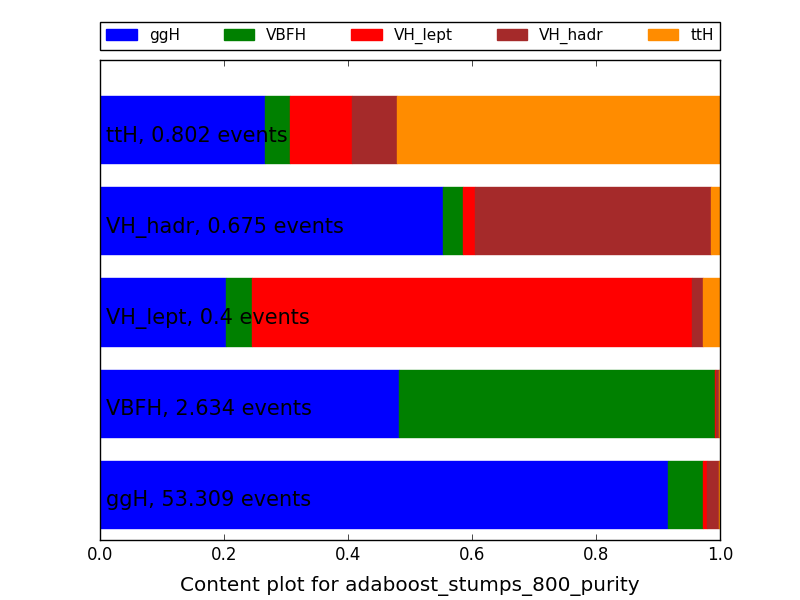 ggH VBFH VH_lept VH_hadr ttH
ttH, 0.802 events
VH_hadr, 0.675 events
VH_lept, 0.4 events
VBFH, 2.634 events
ggH, 53.309 events
0.0 0.2 0.4 0.6 0.8 1.0
Content plot for adaboost_stumps_800_purity